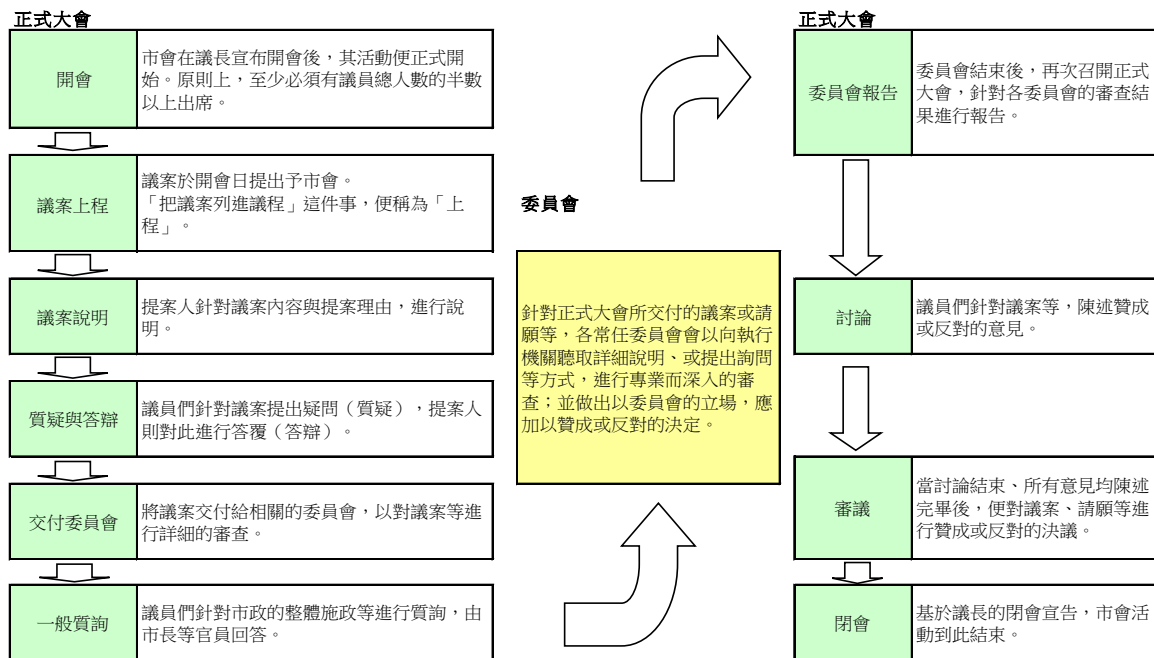 正式大會
開會
市會在議長宣布開會後，其活動便正式開
始。原則上，至少必須有議員總人數的半數
以上出席。
議案上程
議案於開會日提出予市會。
「把議案列進議程」這件事，便稱為「上
程」。
議案說明
提案人針對議案內容與提案理由，進行說
明。
質疑與答辯
議員們針對議案提出疑問（質疑），提案人
則對此進行答覆（答辯）。
交付委員會
將議案交付給相關的委員會，以對議案等進
行詳細的審查。
一般質詢
議員們針對市政的整體施政等進行質詢，由
市長等官員回答。
委員會
針對正式大會所交付的議案或請
願等，各常任委員會會以向執行
機關聽取詳細說明、或提出詢問
等方式，進行專業而深入的審
查；並做出以委員會的立場，應
加以贊成或反對的決定。
正式大會
委員會報告
委員會結束後，再次召開正式
大會，針對各委員會的審查結
果進行報告。
討論
議員們針對議案等，陳述贊成
或反對的意見。
審議
當討論結束、所有意見均陳述
完畢後，便對議案、請願等進
行贊成或反對的決議。
閉會
基於議長的閉會宣告，市會活
動到此結束。